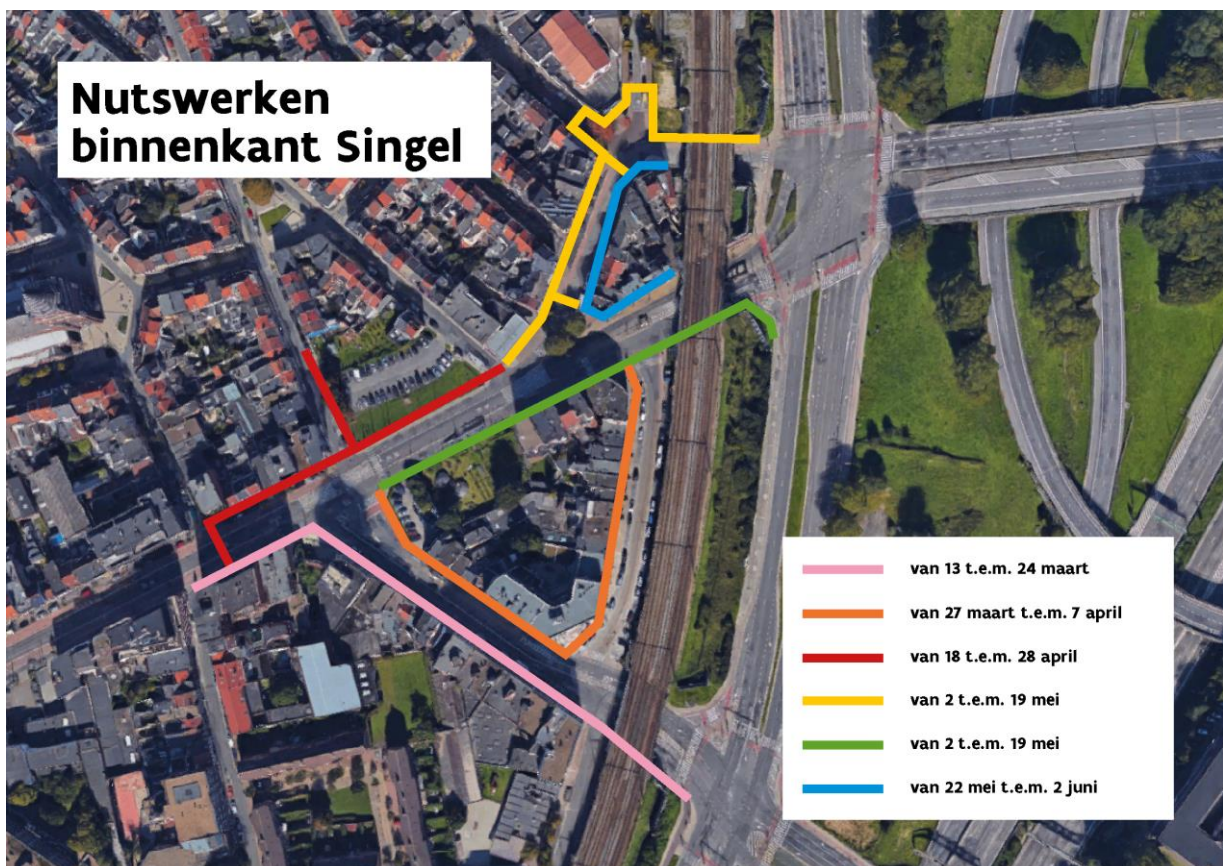 Nutswerken
binnenkant Singel
van 13 t.e.m. 24 maart
van 27 maart t.e.m. 7 april
van 18 t.e.m. 28 april
van 2 t.e.m. 19 mei
van 2 t.e.m. 19 mei
van 22 mei t.e.m. 2 juni